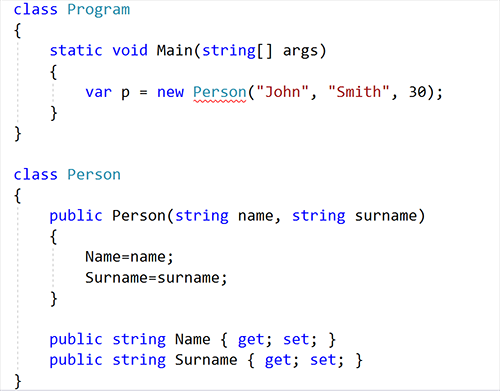 class Program
{
    static void Main(string[] args)
    {
        var p = new Person("John", "Smith", 30);
    }
}

class Person
{
    public Person(string name, string surname)
    {
        Name=name;
        Surname=surname;
    }

    public string Name { get; set; }
    public string Surname { get; set; }
}